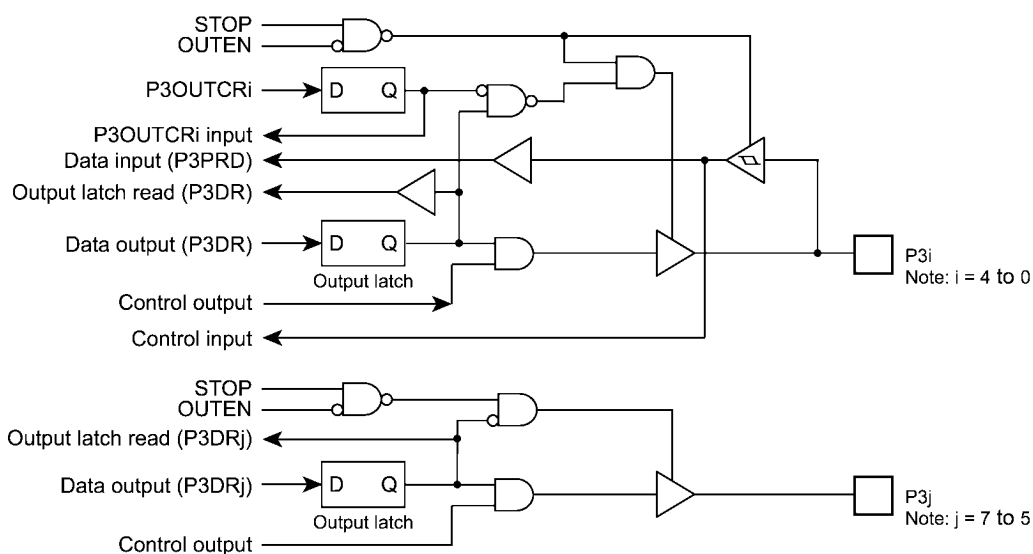 STOP
OUTEN
P3OUTCRi
D Q
P3OUTCRi input
Data input (P3PRD)
Output latch read (P3DR)
Data output (P3DR)
D Q
Output latch
P3i
Note: i = 4 to 0
Control output
Control input
STOP
OUTEN
Output latch read (P3DRj)
Data output (P3DRj)
D Q
Output latch
P3j
Note: j = 7 to 5
Control output